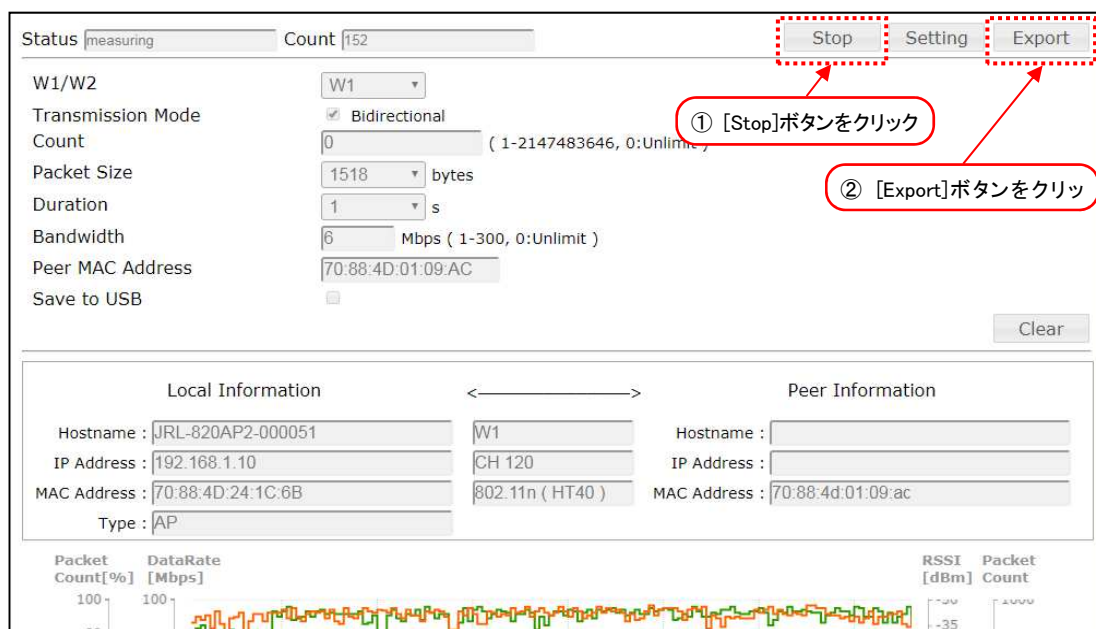 Status measuring Count 152 Stop Setting Export
W1/W2 W1
Transmission Mode Bidirectional
① [Stop]ボタンをクリック
Count 0 ( 1-2147483646, 0:Unlimit )
Packet Size 1518 bytes
② [Export]ボタンをクリッ
Duration 1 s
Bandwidth 6 Mbps ( 1-300, 0:Unlimit )
Peer MAC Address 70:88:4D:01:09:AC
Save to USB
Clear
Local Information <—————> Peer Information
Hostname : JRL-820AP2-000051 W1 Hostname :
IP Address : 192.168.1.10 CH 120 IP Address :
MAC Address : 70:88:4D:24:1C:6B 802.11n ( HT40 ) MAC Address : 70:88:4d:01:09:ac
Type : AP
Packet DataRate RSSI Packet
Count[%] [Mbps] [dBm] Count
100 100 -30 1000
-35